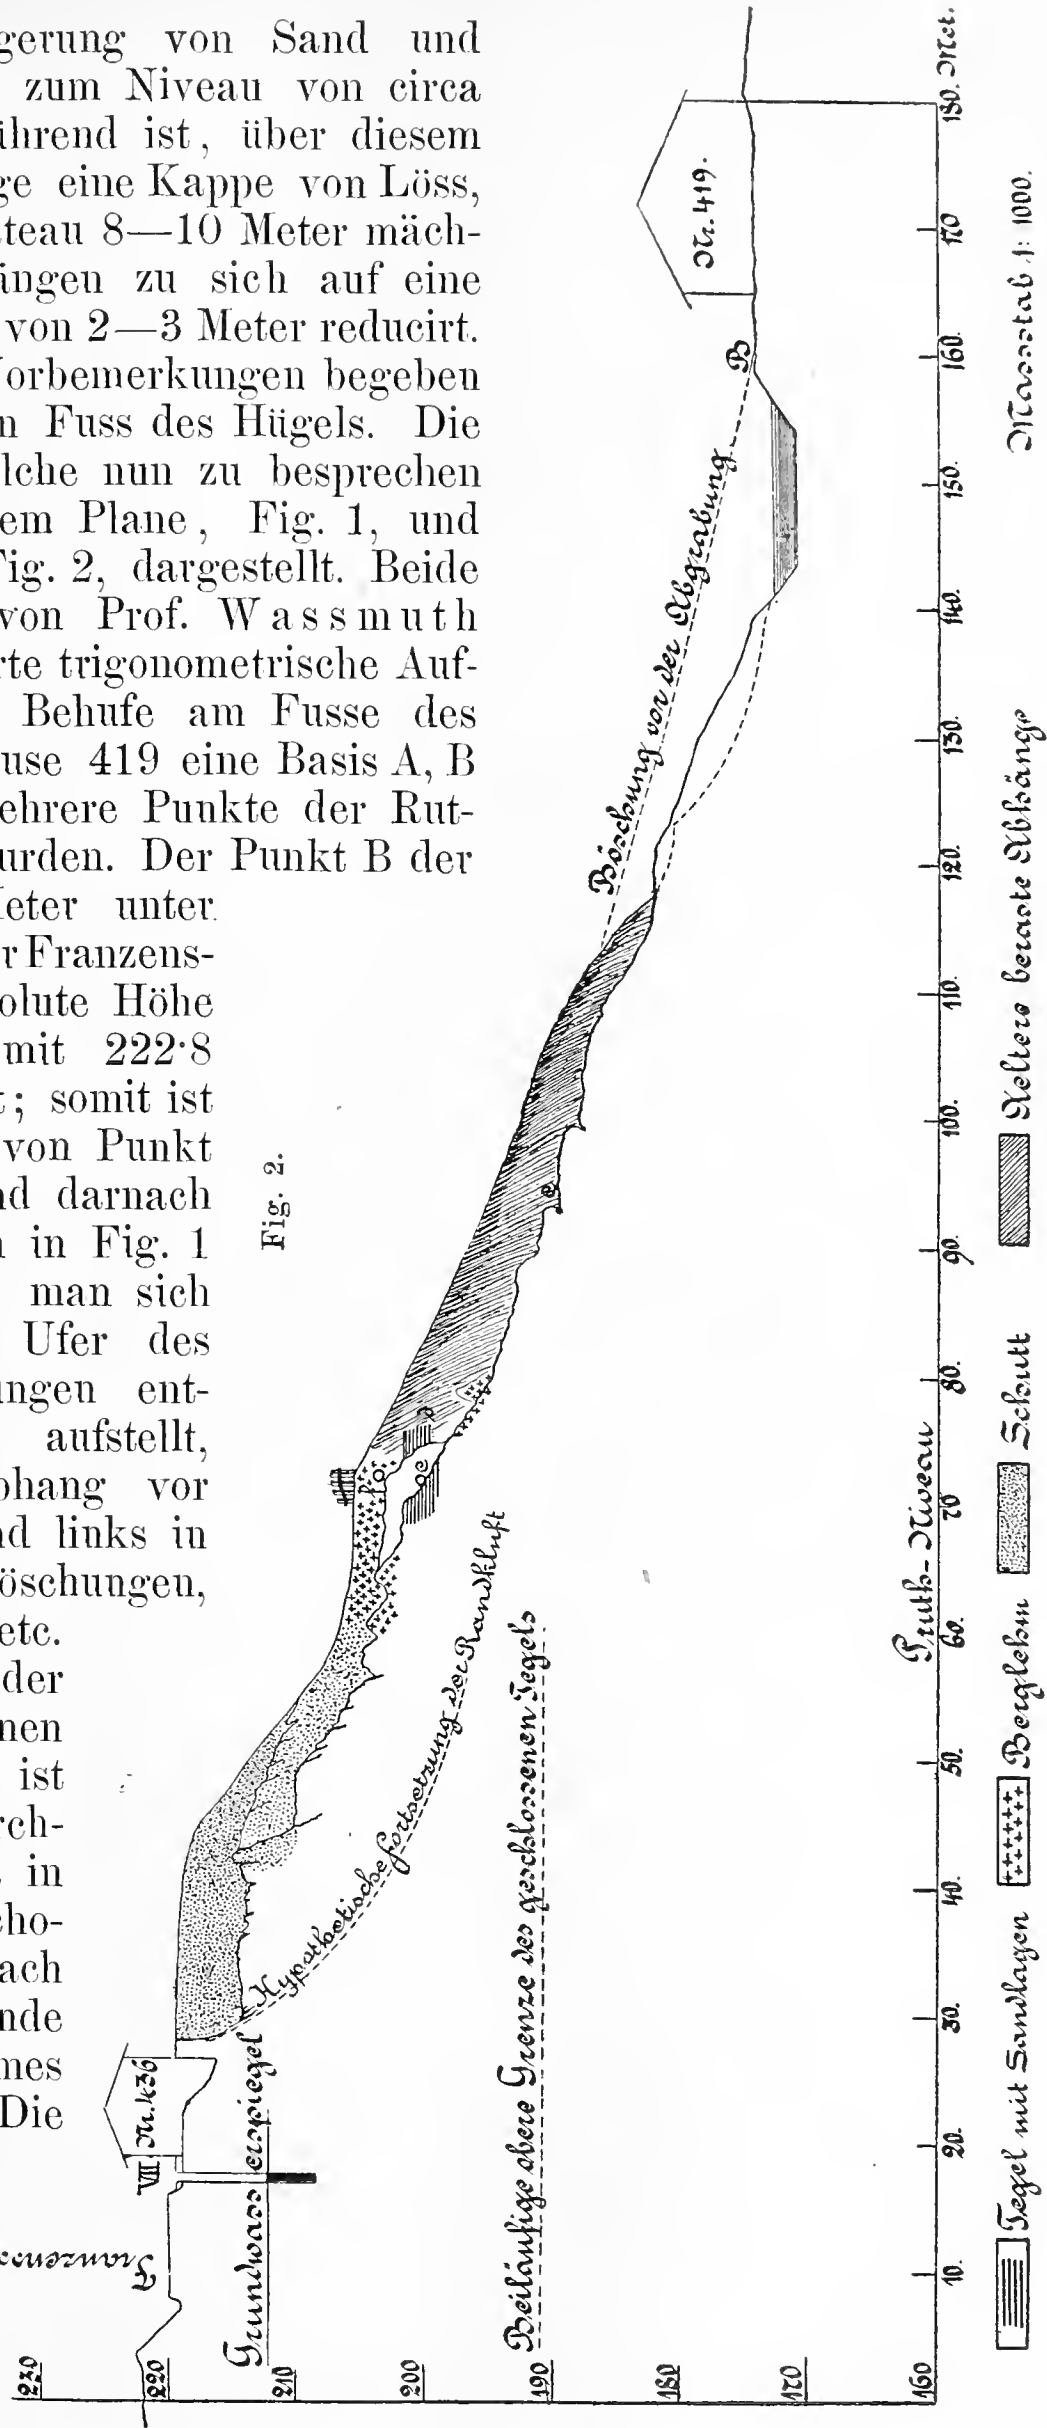 gerung von Sand und
zum Niveau von circa
ührend ist, über diesem
ge eine Kappe von Löss,
teau 8—10 Meter mäch-
ingen zu sich auf eine
von 2—3 Meter reducirt.
orbemerkungen begeben
n Fuss des Hügels. Die
lche nun zu besprechen
em Plane, Fig. 1, und
ig. 2, dargestellt. Beide
von Prof. Wassmuth
rte trigonometrische Auf-
Behufe am Fusse des
use 419 eine Basis A, B
ehrere Punkte der Rut-
urden. Der Punkt B der
eter unter
r Franzens-
olute Höhe
mit 222·8
t; somit ist
von Punkt
nd darnach
n in Fig. 1
man sich
Ufer des
ungen ent-
aufstellt,
bhang vor
nd links in
öschungen,
etc.
der
nen
ist
rch-
in
cho-
ach
nde
nes
Die
Fig. 2.
230
220
210
200
190
180
170
160
Franzens
VII
Nr. 436
Grundwasserspiegel
Hypothetische Fortsetzung der Randkluft
Beiläufige obere Grenze des geschlossenen Tegels
Böschung vor der Abgrabung
B
Nr. 419.
e
Pruth-Niveau
10. 20. 30. 40. 50. 60. 70 80. 90. 100. 110. 120. 130. 140. 150. 160. 170 180. Met.
Tegel mit Sandlagen
Berglehm
Schutt
Aeltere beraste Abhänge
Massstab 1: 1000.